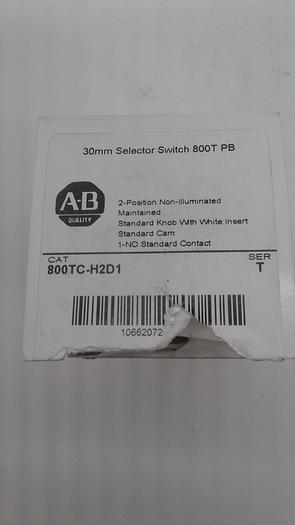 30mm Selector Switch 800T PB
A-B
QUALITY
2-Position Non-Illuminated
Maintained
Standard Knob With White Insert
Standard Cam
1-NO Standard Contact
CAT SER
800TC-H2D1 T
10662072